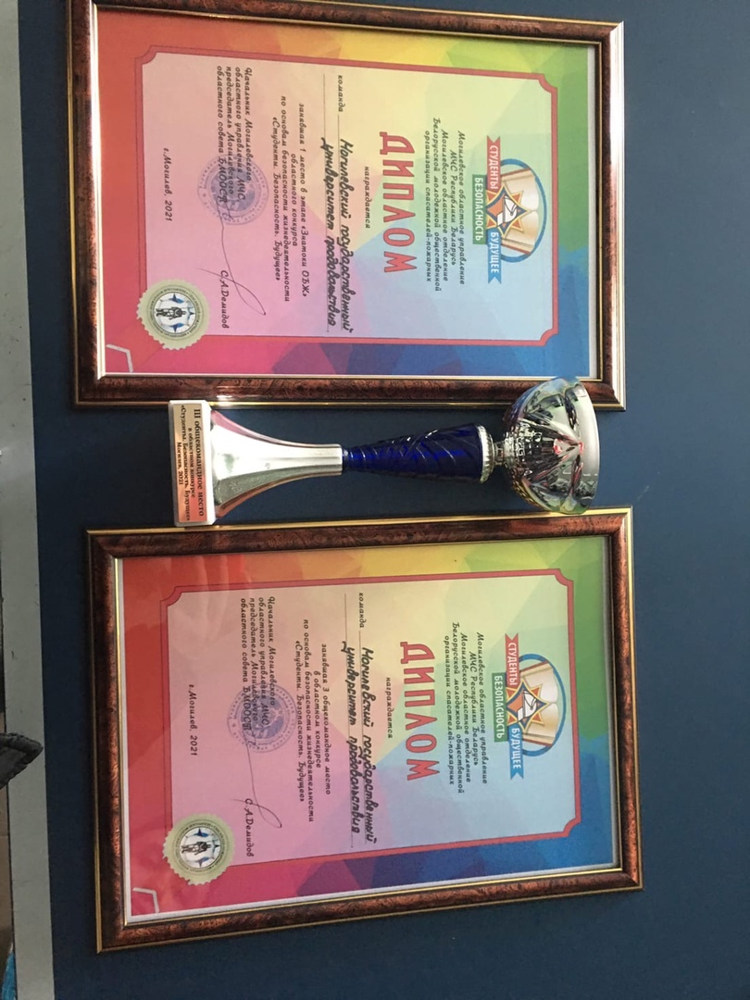 СТУДЕНТЫ
БЕЗОПАСНОСТЬ
БУДУЩЕЕ
Могилевское областное управление
МЧС Республики Беларусь
Могилевское областное отделение
Белорусской молодежной общественной
организации спасателей-пожарных
ДИПЛОМ
награждается
команда Могилевский государственный
университет продовольствия
занявшая 1 место в этапе «Знатоки ОБЖ»
областного конкурса
по основам безопасности жизнедеятельности
«Студенты. Безопасность. Будущее»
Начальник Могилевского
областного управления МЧС,
председатель Могилевского
областного совета БМООСП
С.А.Демидов
г.Могилев, 2021
III общекомандное место
в областном конкурсе
«Студенты. Безопасность. Будущее»
Могилев, 2021
СТУДЕНТЫ
БЕЗОПАСНОСТЬ
БУДУЩЕЕ
Могилевское областное управление
МЧС Республики Беларусь
Могилевское областное отделение
Белорусской молодежной общественной
организации спасателей-пожарных
ДИПЛОМ
награждается
команда Могилевский государственный
университет продовольствия
занявшая 3 общекомандное место
в областном конкурсе
по основам безопасности жизнедеятельности
«Студенты. Безопасность. Будущее»
Начальник Могилевского
областного управления МЧС,
председатель Могилевского
областного совета БМООСП
С.А.Демидов
г.Могилев, 2021